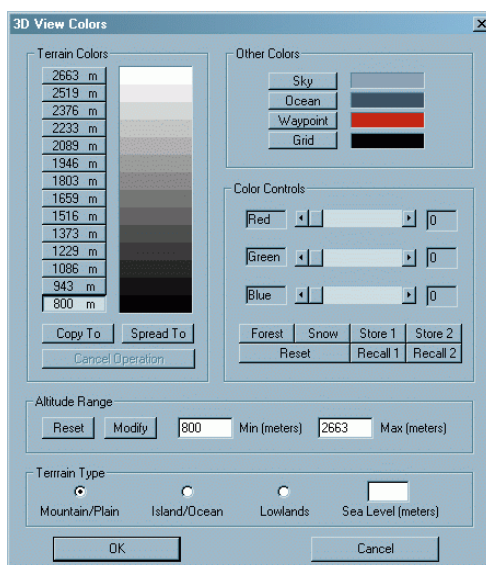 3D View Colors
Terrain Colors
2663 m
2519 m
2376 m
2233 m
2089 m
1946 m
1803 m
1659 m
1516 m
1373 m
1229 m
1086 m
943 m
800 m
Copy To Spread To
Cancel Operation
Other Colors
Sky
Ocean
Waypoint
Grid
Color Controls
Red 0
Green 0
Blue 0
Forest Snow Store 1 Store 2
Reset Recall 1 Recall 2
Altitude Range
Reset Modify 800 Min (meters) 2663 Max (meters)
Terrrain Type
Mountain/Plain Island/Ocean Lowlands Sea Level (meters)
OK Cancel